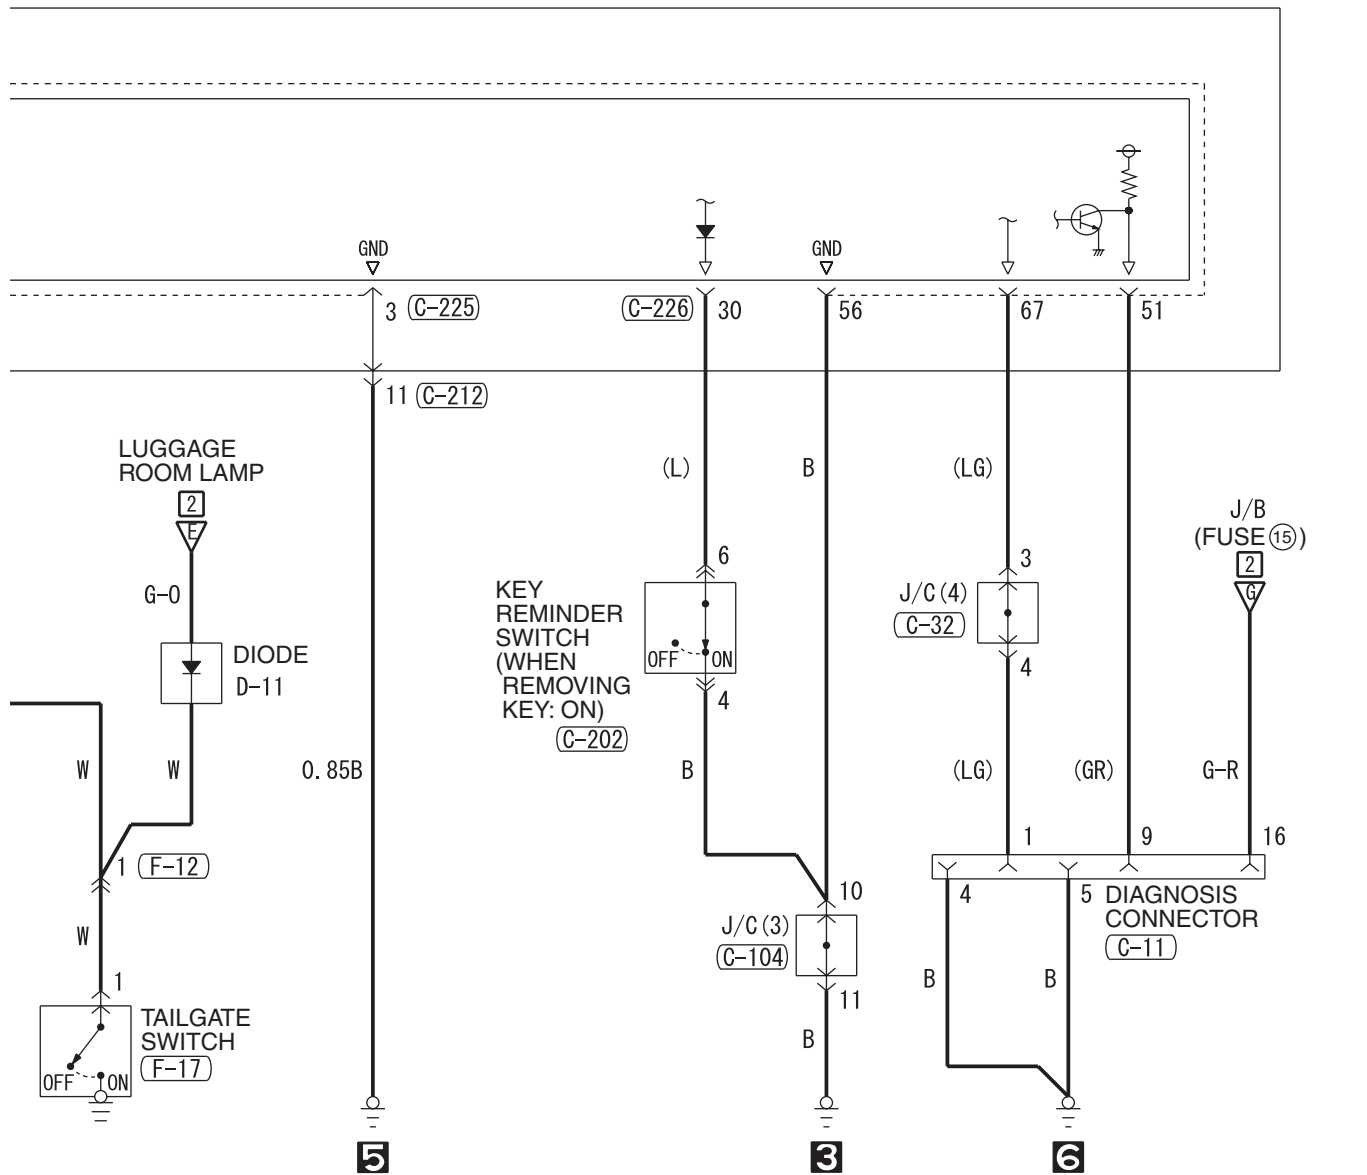 GND
GND
3
C-225
C-226
30
56
67
51
11
C-212
LUGGAGE
ROOM LAMP
2
E
(L)
B
(LG)
J/B
(FUSE 15)
2
G
G-O
6
KEY
REMINDER
SWITCH
(WHEN
REMOVING
KEY: ON)
C-202
OFF
ON
4
3
J/C(4)
C-32
4
DIODE
D-11
W
W
0.85B
B
(LG)
(GR)
G-R
1
F-12
1
9
16
10
J/C(3)
C-104
11
4
5
DIAGNOSIS
CONNECTOR
C-11
W
B
B
1
TAILGATE
SWITCH
F-17
OFF
ON
B
5
3
6